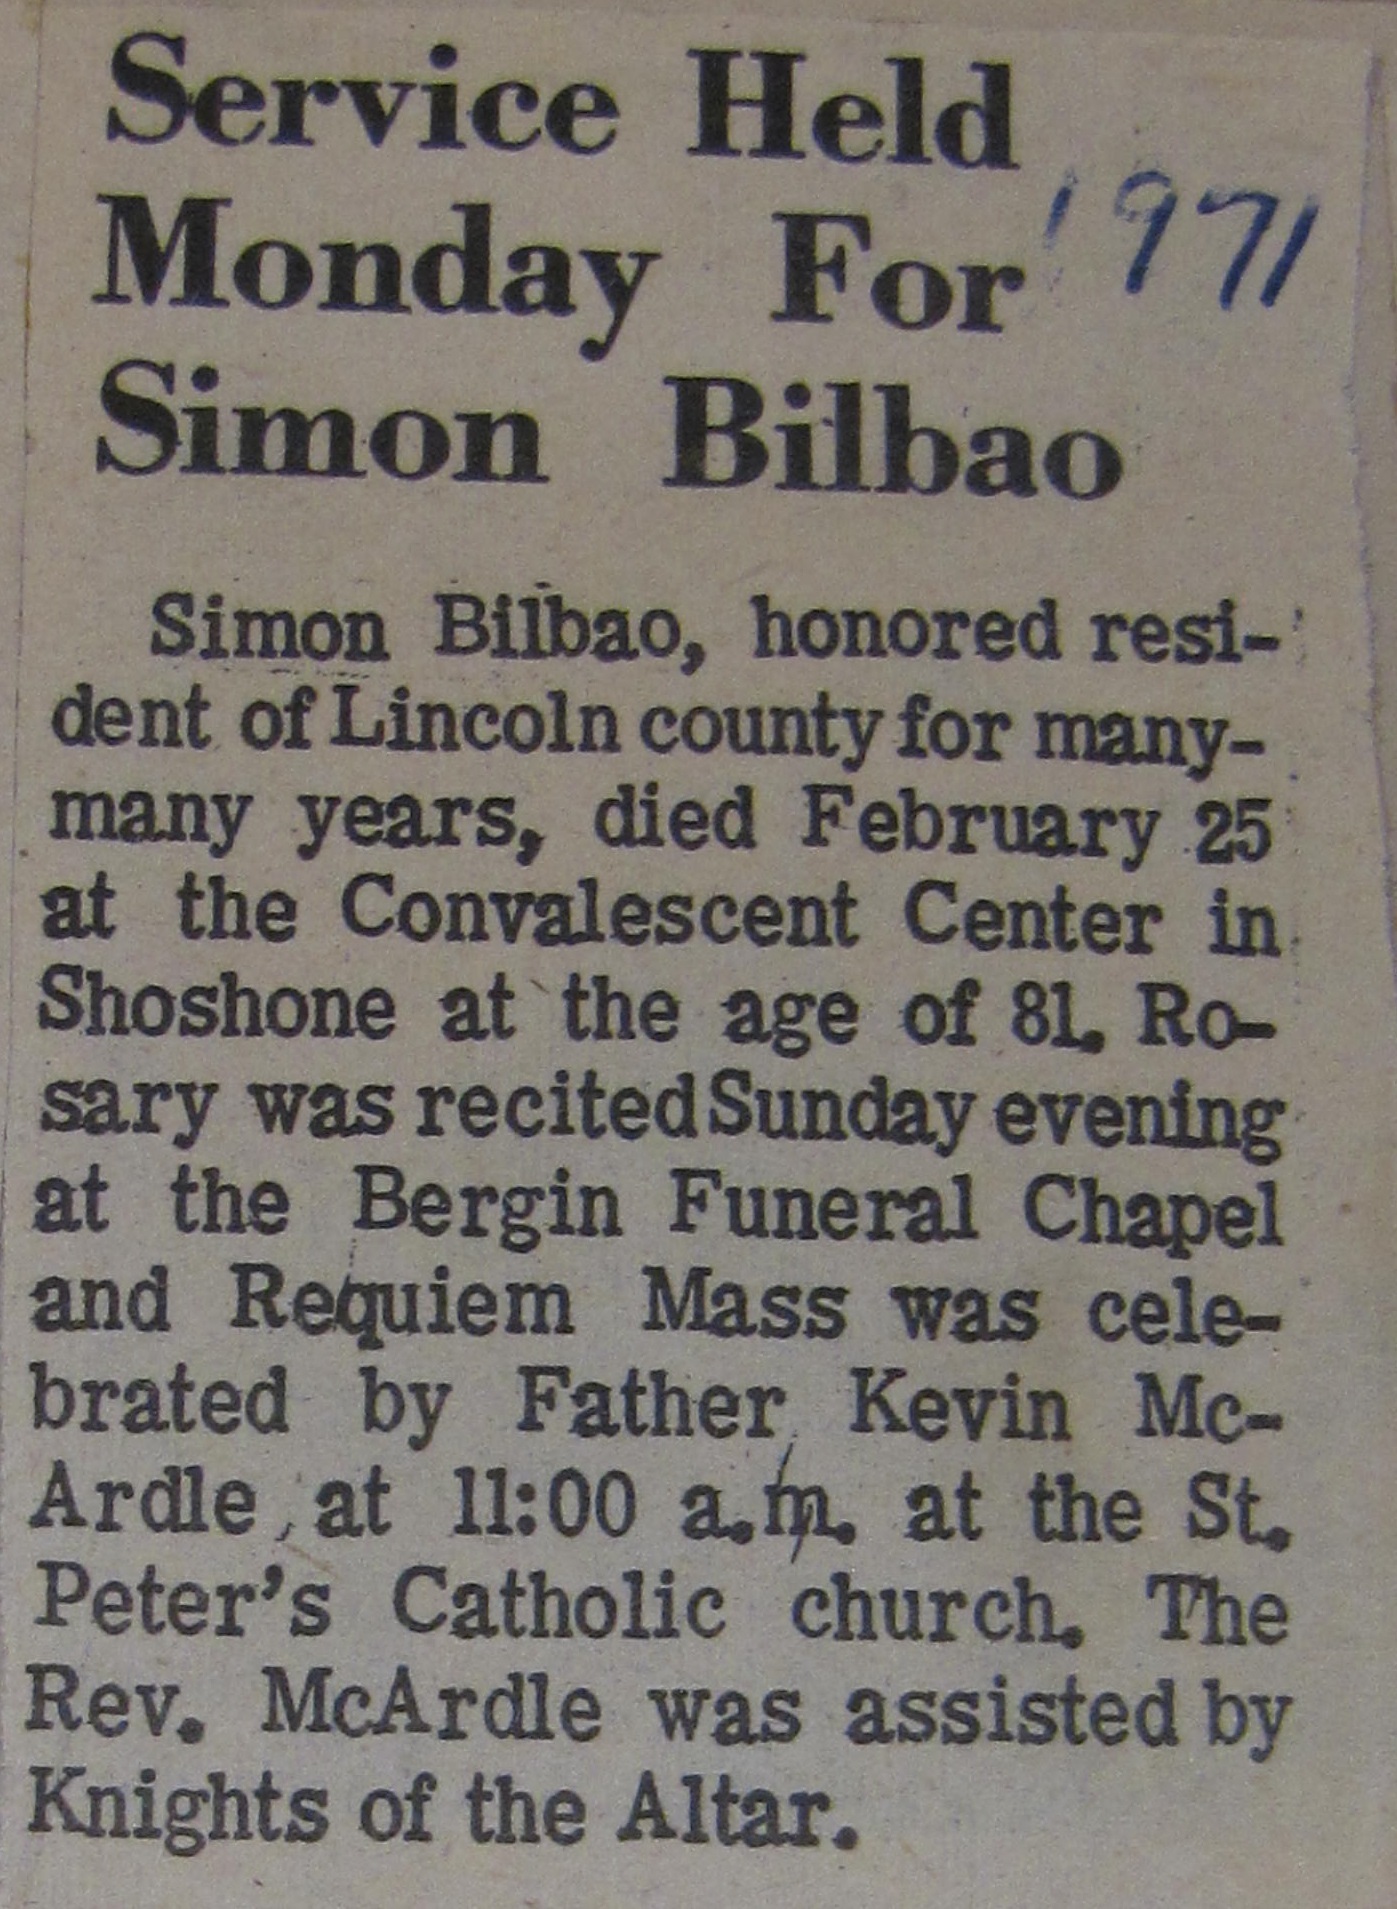 Service Held
Monday For
Simon Bilbao
1971
Simon Bilbao, honored resi-
dent of Lincoln county for many-
many years, died February 25
at the Convalescent Center in
Shoshone at the age of 81. Ro-
sary was recited Sunday evening
at the Bergin Funeral Chapel
and Requiem Mass was cele-
brated by Father Kevin Mc-
Ardle at 11:00 a.m. at the St.
Peter's Catholic church. The
Rev. McArdle was assisted by
Knights of the Altar.